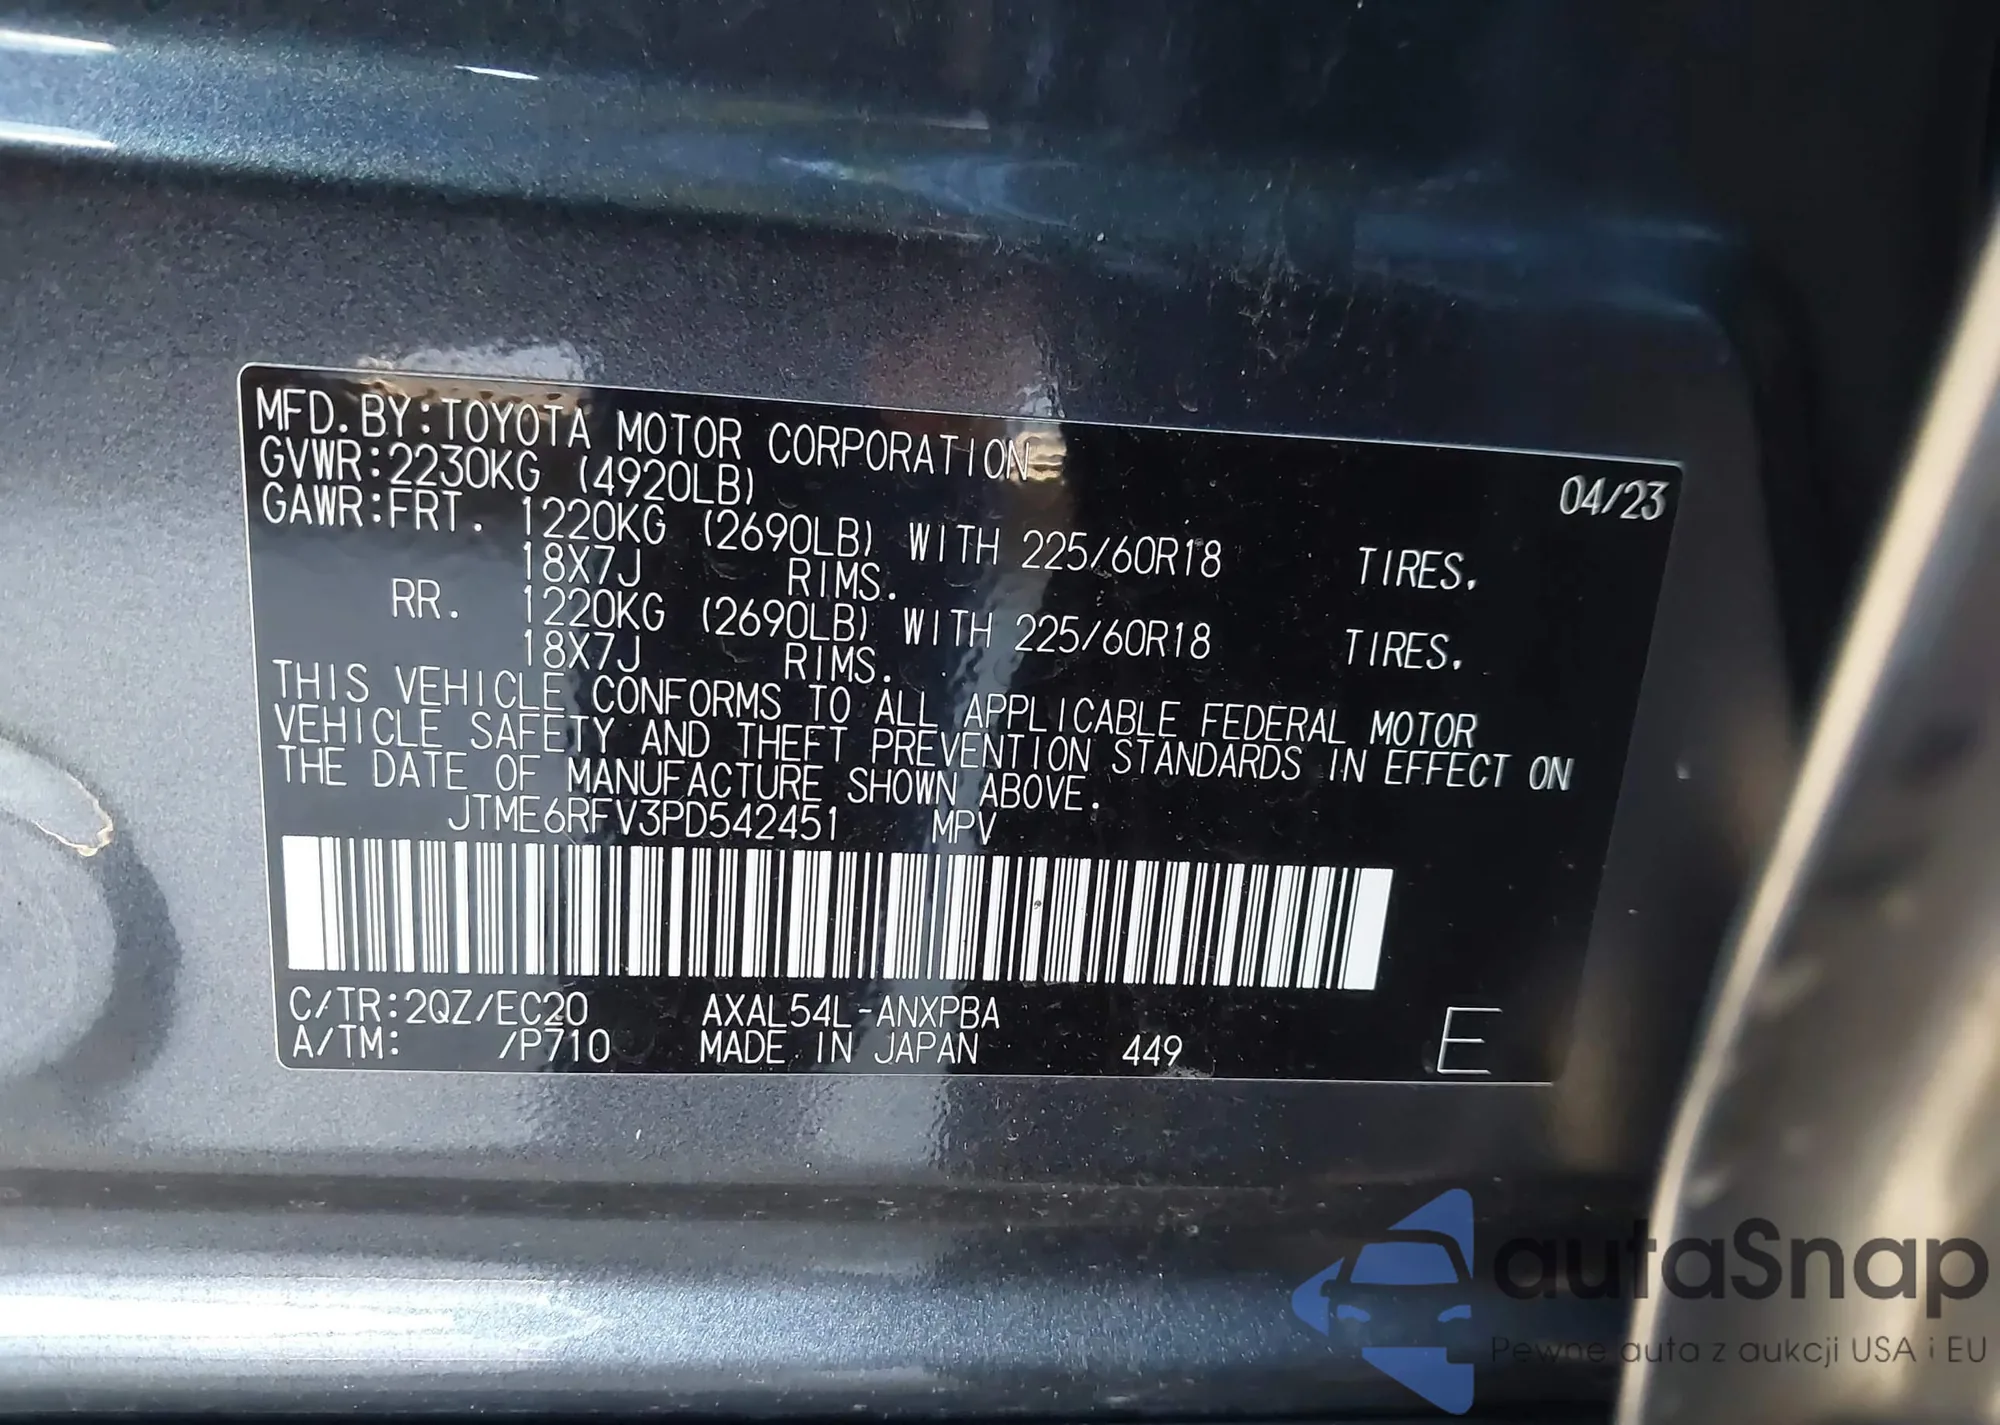 MFD. BY:TOYOTA MOTOR CORPORATION 04/23
GVWR:2230KG (4920LB)
GAWR:FRT. 1220KG (2690LB) WITH 225/60R18 TIRES.
18X7J RIMS.
RR. 1220KG (2690LB) WITH 225/60R18 TIRES.
18X7J RIMS.
THIS VEHICLE CONFORMS TO ALL APPLICABLE FEDERAL MOTOR
VEHICLE SAFETY AND THEFT PREVENTION STANDARDS IN EFFECT ON
THE DATE OF MANUFACTURE SHOWN ABOVE.
JTME6RFV3PD542451 MPV
C/TR:2QZ/EC20 AXAL54L-ANXPBA
A/TM: /P710 MADE IN JAPAN 449 E
autaSnap
Pewne auta z aukcji USA i EU